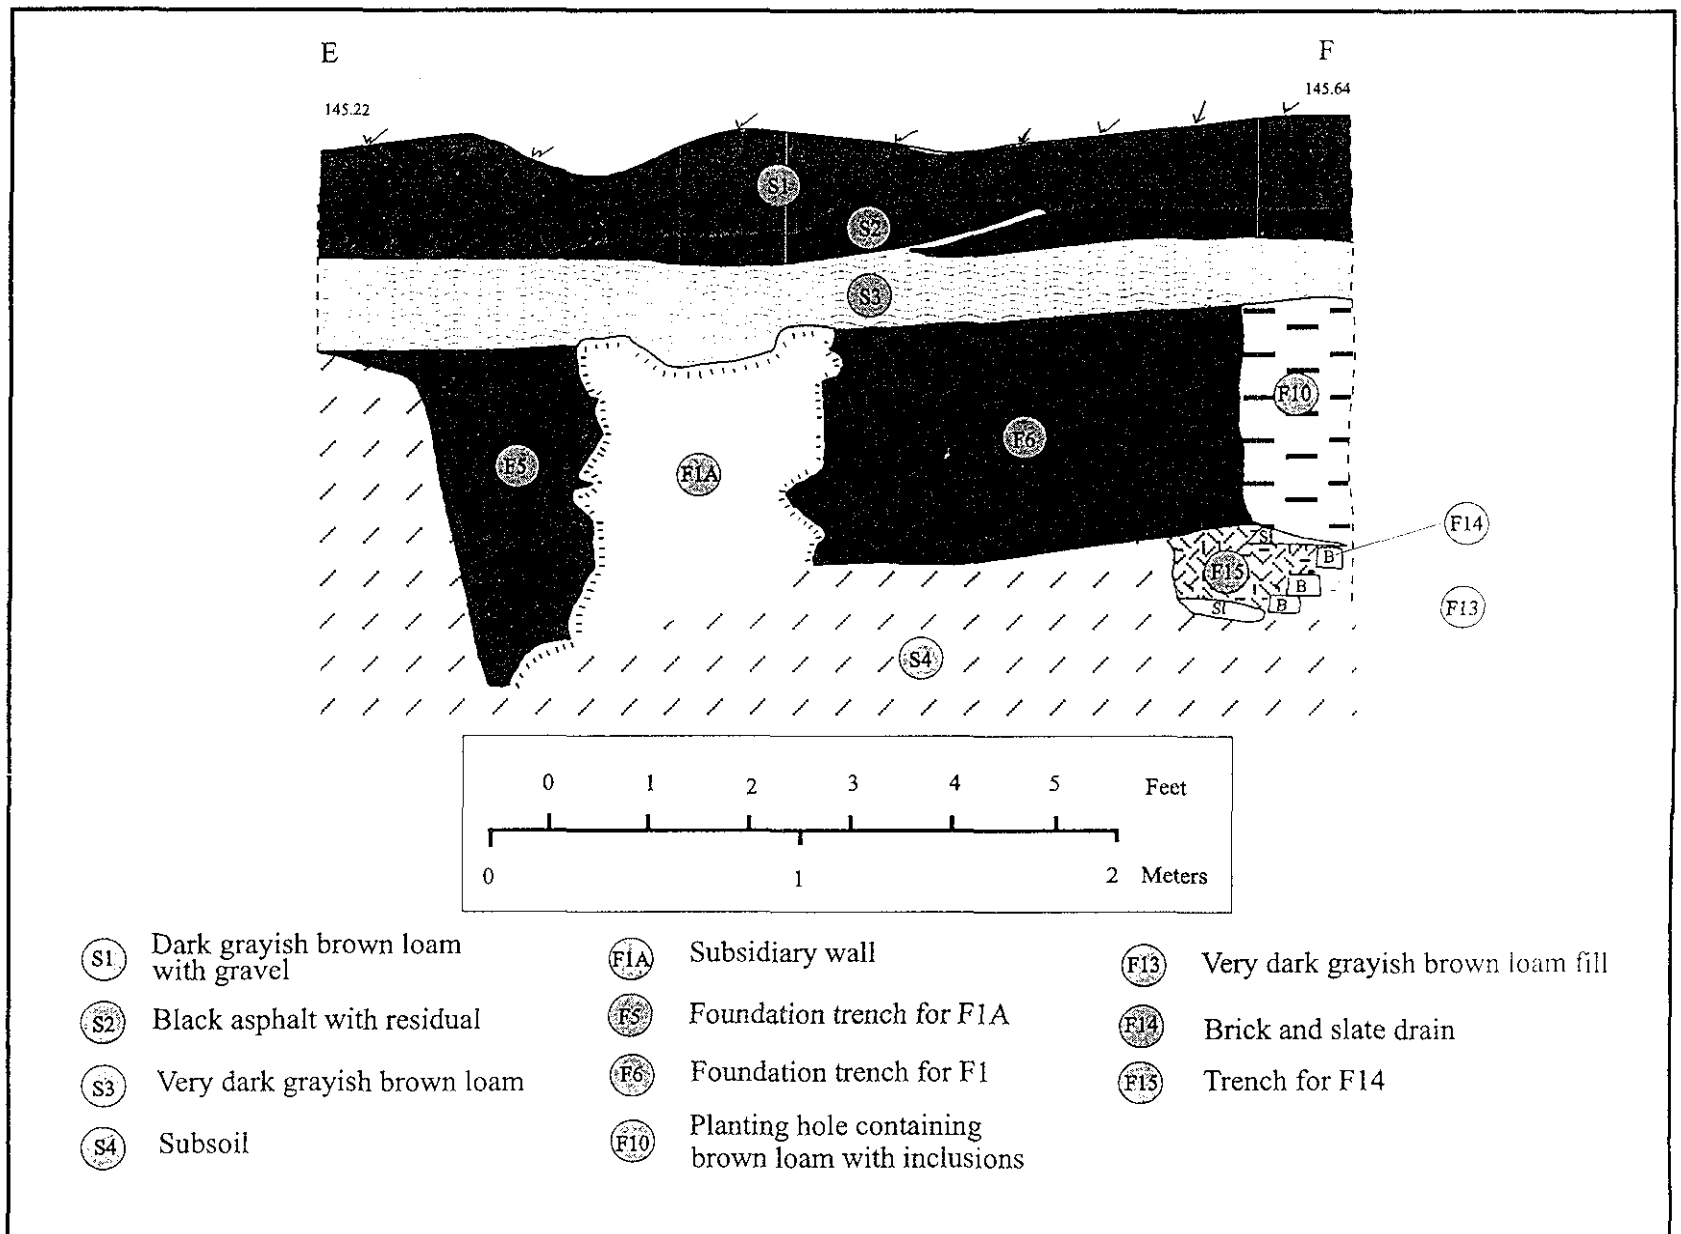 E
F
145.22
145.64
S1
S2
S3
F10
F6
F5
F1A
F14
S1
B
F15
B
S1
B
F13
S4
0 1 2 3 4 5 Feet
0 1 2 Meters
S1 Dark grayish brown loam
with gravel
S2 Black asphalt with residual
S3 Very dark grayish brown loam
S4 Subsoil
F1A Subsidiary wall
F5 Foundation trench for F1A
F6 Foundation trench for F1
F10 Planting hole containing
brown loam with inclusions
F13 Very dark grayish brown loam fill
F14 Brick and slate drain
F15 Trench for F14